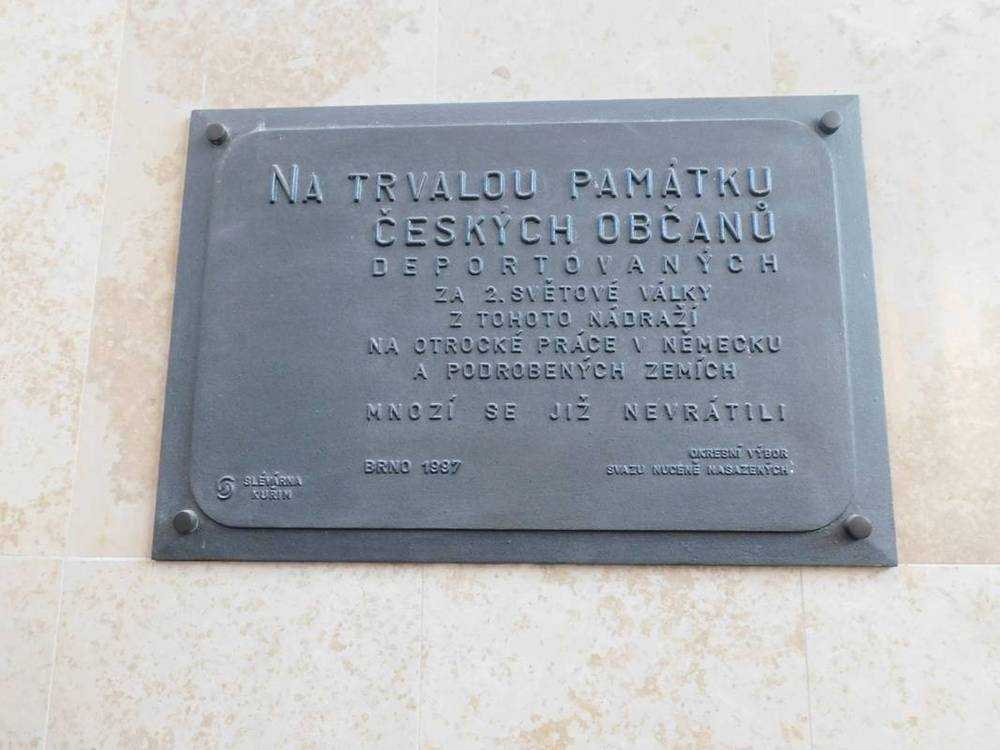 NA TRVALOU PAMÁTKU
ČESKÝCH OBČANŮ
DEPORTOVANÝCH
ZA 2. SVĚTOVÉ VÁLKY
Z TOHOTO NÁDRAŽÍ
NA OTROCKÉ PRÁCE V NĚMECKU
A PODROBENÝCH ZEMÍCH
MNOZÍ SE JIŽ NEVRÁTILI
BRNO 1997
OKRESNÍ VÝBOR
SVAZU NUCENĚ NASAZENÝCH
SLÉVÁRNA
KUŘIM